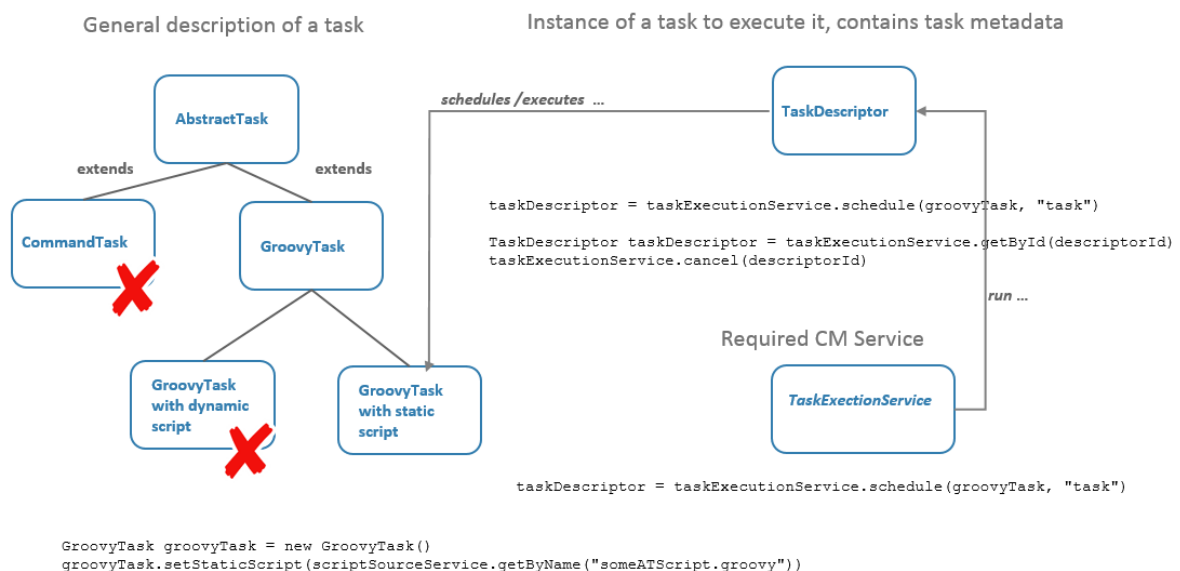 General description of a task
Instance of a task to execute it, contains task metadata
AbstractTask
schedules /executes ...
TaskDescriptor
extends
extends
CommandTask
GroovyTask
taskDescriptor = taskExecutionService.schedule(groovyTask, "task")
TaskDescriptor taskDescriptor = taskExecutionService.getById(descriptorId)
taskExecutionService.cancel(descriptorId)
run ...
Required CM Service
GroovyTask
with dynamic
script
GroovyTask
with static
script
TaskExectionService
taskDescriptor = taskExecutionService.schedule(groovyTask, "task")
GroovyTask groovyTask = new GroovyTask()
groovyTask.setStaticScript(scriptSourceService.getByName("someATScript.groovy"))